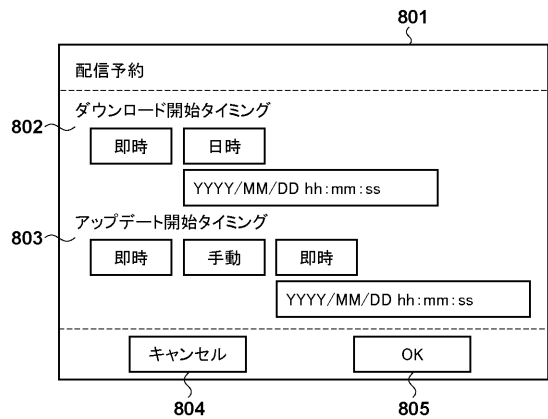 801
配信予約
802
ダウンロード開始タイミング
即時 日時
YYYY/MM/DD hh:mm:ss
803
アップデート開始タイミング
即時 手動 即時
YYYY/MM/DD hh:mm:ss
キャンセル OK
804 805